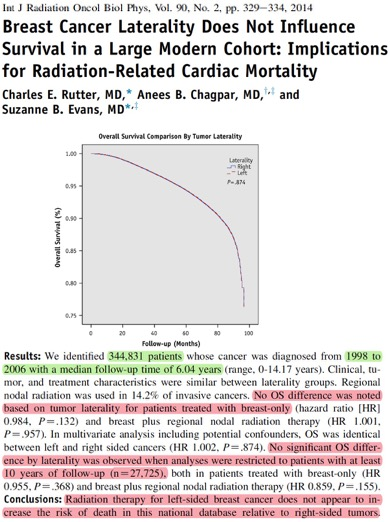 Int J Radiation Oncol Biol Phys, Vol. 90, No. 2, pp. 329–334, 2014
Breast Cancer Laterality Does Not Influence
Survival in a Large Modern Cohort: Implications
for Radiation-Related Cardiac Mortality
Charles E. Rutter, MD,* Anees B. Chagpar, MD,†,‡ and
Suzanne B. Evans, MD*,‡
Overall Survival Comparison By Tumor Laterality
Laterality
Right
Left
P=.874
1.00
0.95
0.90
0.85
0.80
0.75
Overall Survival (%)
0 20 40 60 80 100
Follow-up (Months)
Results: We identified 344,831 patients whose cancer was diagnosed from 1998 to
2006 with a median follow-up time of 6.04 years (range, 0-14.17 years). Clinical, tu-
mor, and treatment characteristics were similar between laterality groups. Regional
nodal radiation was used in 14.2% of invasive cancers. No OS difference was noted
based on tumor laterality for patients treated with breast-only (hazard ratio [HR]
0.984, P=.132) and breast plus regional nodal radiation therapy (HR 1.001,
P=.957). In multivariate analysis including potential confounders, OS was identical
between left and right sided cancers (HR 1.002, P=.874). No significant OS differ-
ence by laterality was observed when analyses were restricted to patients with at least
10 years of follow-up (n=27,725), both in patients treated with breast-only (HR
0.955, P=.368) and breast plus regional nodal radiation therapy (HR 0.859, P=.155).
Conclusions: Radiation therapy for left-sided breast cancer does not appear to in-
crease the risk of death in this national database relative to right-sided tumors.